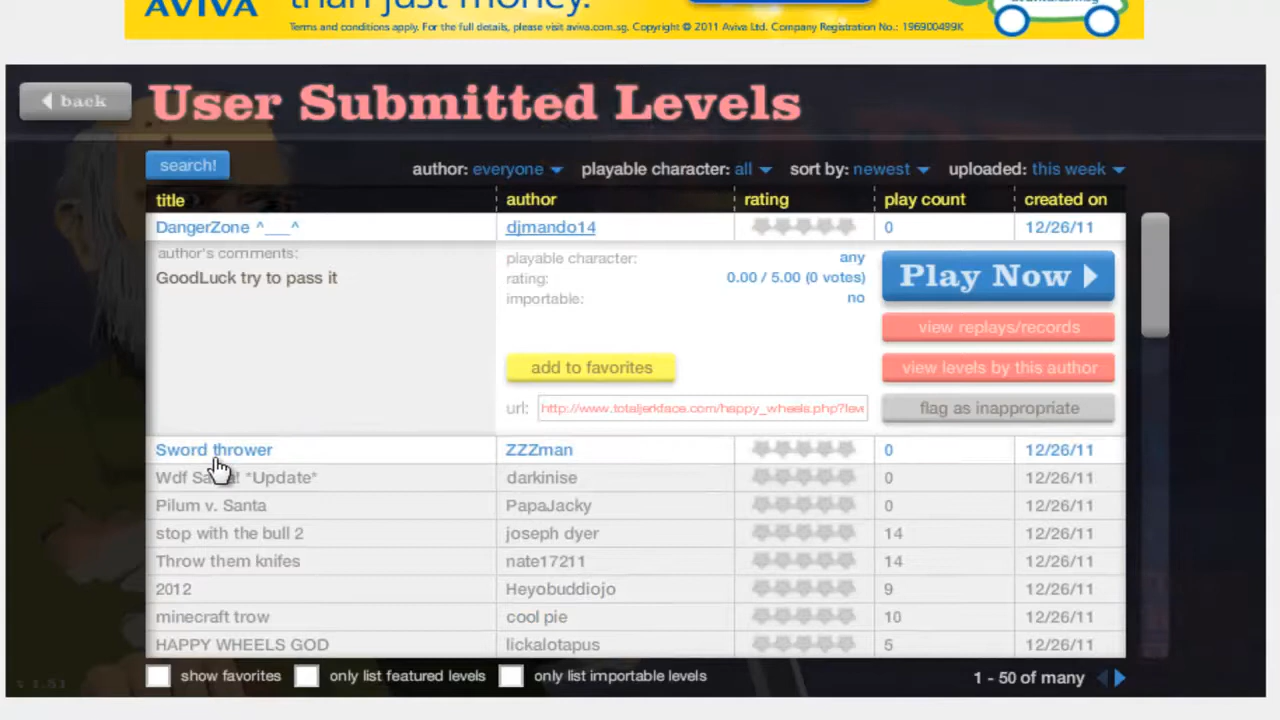 AVIVA than just money.
Terms and conditions apply. For the full details, please visit aviva.com.sg. Copyright © 2011 Aviva Ltd. Company Registration No.: 196900499K
back User Submitted Levels
search! author: everyone playable character: all sort by: newest uploaded: this week
title author rating play count created on
DangerZone ^___^ djmando14 0 12/26/11
author's comments: playable character: any
GoodLuck try to pass it rating: 0.00 / 5.00 (0 votes) Play Now
importable: no
view replays/records
add to favorites view levels by this author
url: http://www.totaljerkface.com/happy_wheels.php?leve flag as inappropriate
Sword thrower ZZZman 0 12/26/11
Wdf *Update* darkinise 0 12/26/11
Pilum v. Santa PapaJacky 0 12/26/11
stop with the bull 2 joseph dyer 14 12/26/11
Throw them knifes nate17211 14 12/26/11
2012 Heyobuddiojo 9 12/26/11
minecraft trow cool pie 10 12/26/11
HAPPY WHEELS GOD lickalotapus 5 12/26/11
v 1.51 show favorites only list featured levels only list importable levels 1 - 50 of many